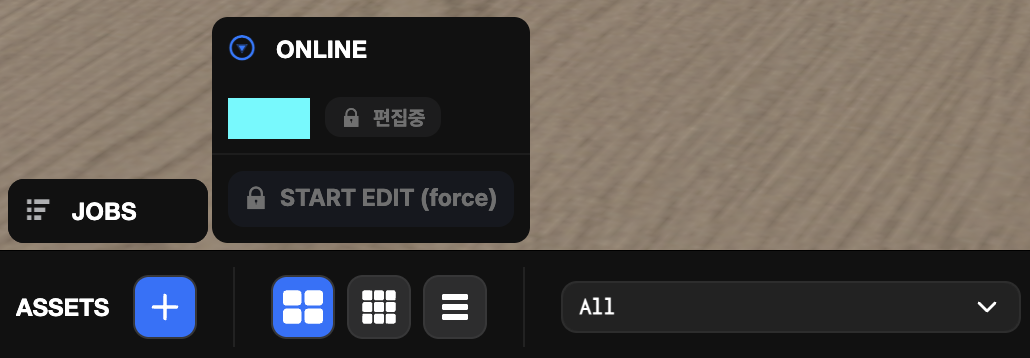 ONLINE
편집중
START EDIT (force)
JOBS
ASSETS
All